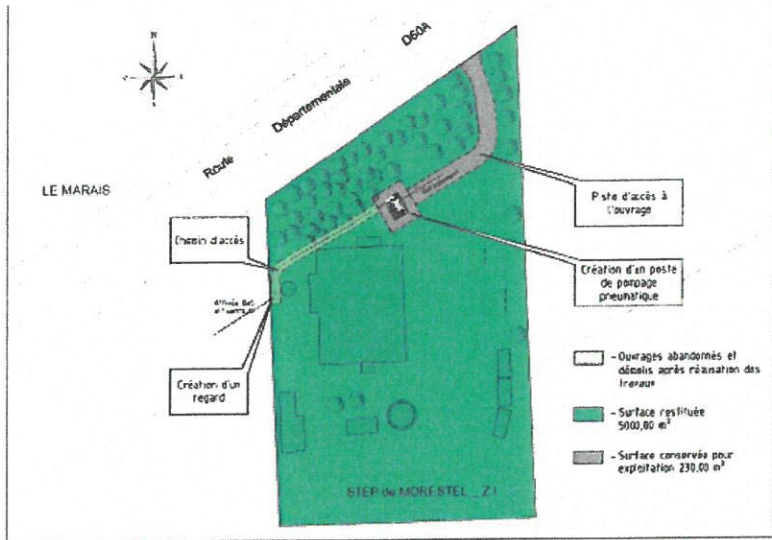 N
D60A
Route Départementale
LE MARAIS
Chemin d'accès
Piste d'accès à
l'ouvrage
Création d'un poste
de pompage
pneumatique
Création d'un
regard
- Ouvrages abandonnés et
démolis après réalisation des
travaux
- Surface restituée
5000,00 m²
- Surface conservée pour
exploitation 230,00 m²
STEP de MORESTEL _ Z I